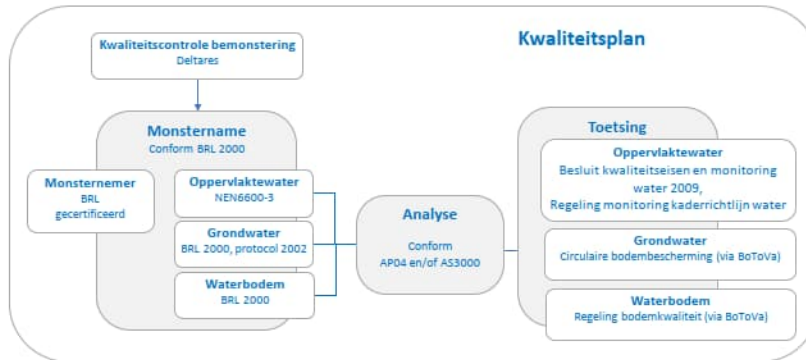 Kwaliteitsplan
Kwaliteitscontrole bemonstering
Deltares
Monstername
Conform BRL 2000
Monsternemer
BRL
gecertificeerd
Oppervlaktewater
NEN6600-3
Grondwater
BRL 2000, protocol 2002
Waterbodem
BRL 2000
Analyse
Conform
AP04 en/of AS3000
Toetsing
Oppervlaktewater
Besluit kwaliteitseisen en monitoring
water 2009,
Regeling monitoring kaderrichtlijn water
Grondwater
Circulaire bodembescherming (via BoToVa)
Waterbodem
Regeling bodemkwaliteit (via BoToVa)